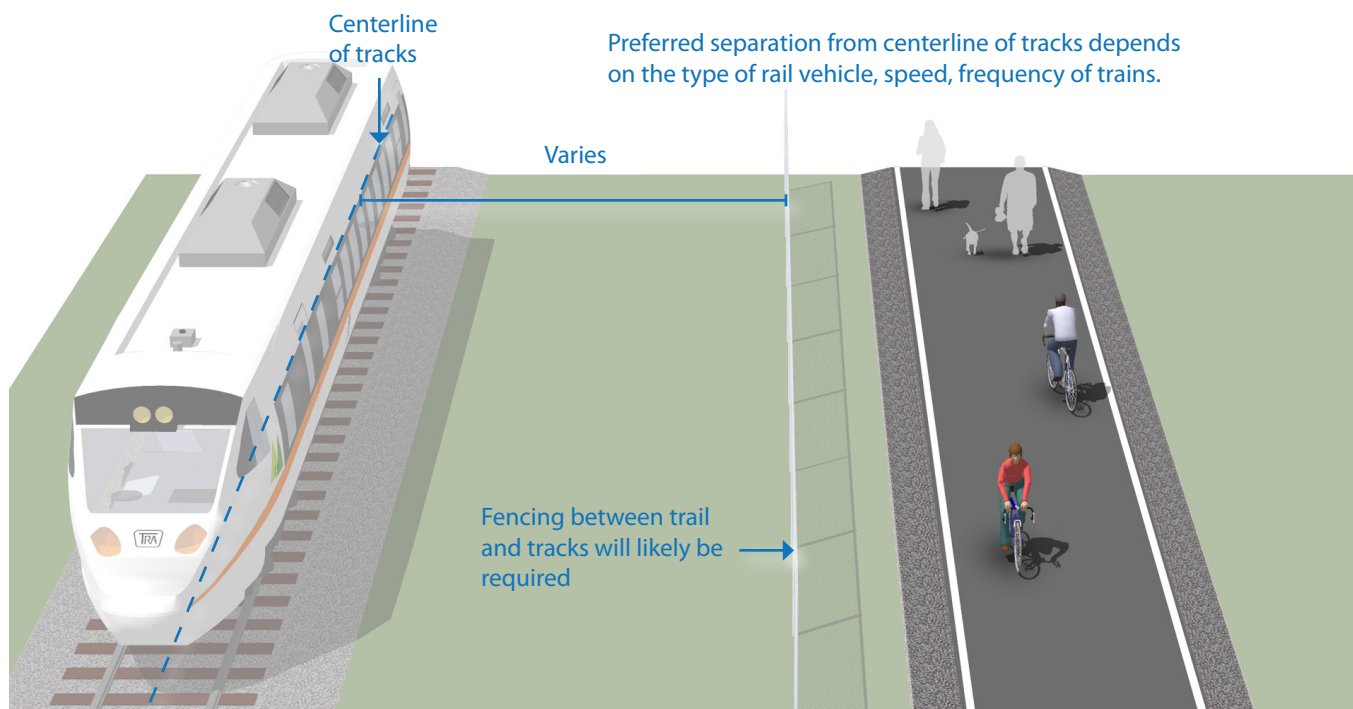 Centerline
of tracks
Preferred separation from centerline of tracks depends
on the type of rail vehicle, speed, frequency of trains.
Varies
Fencing between trail
and tracks will likely be
required
TRA